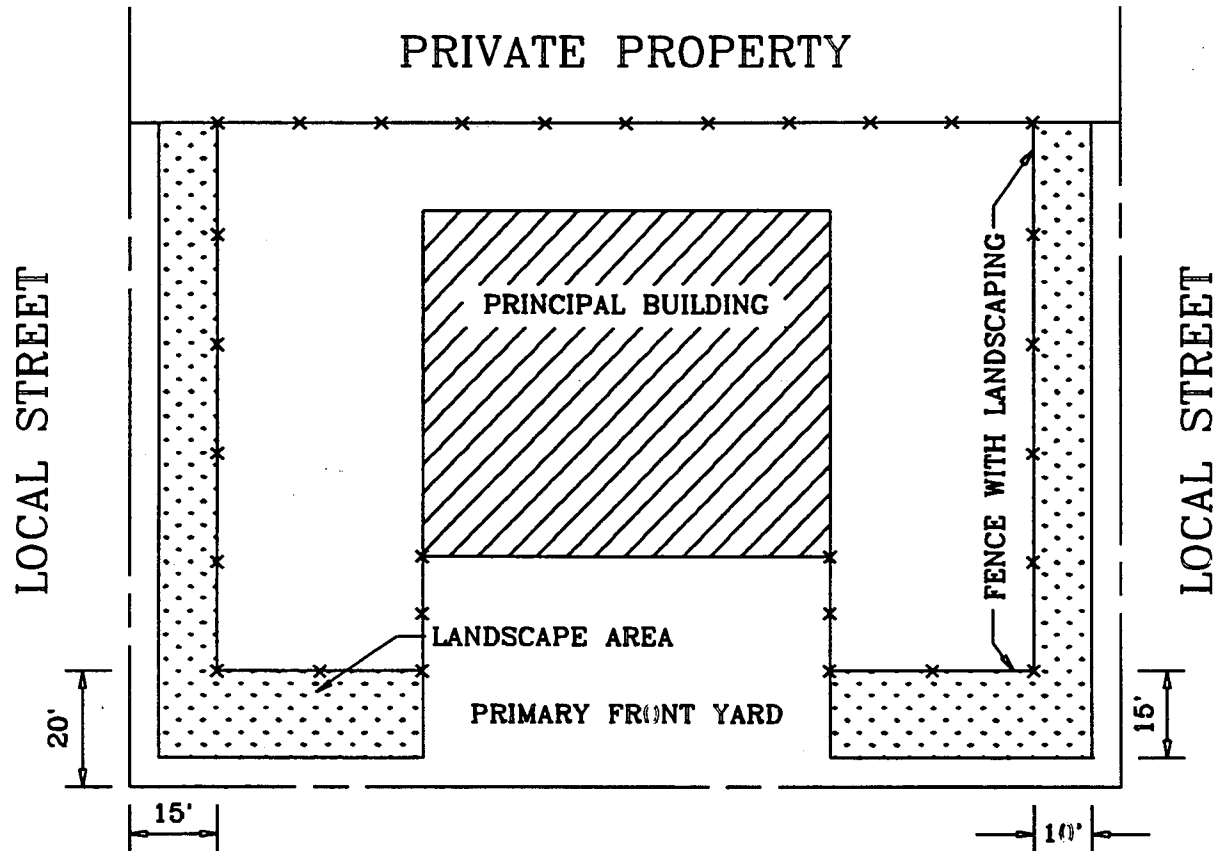 PRIVATE PROPERTY
PRINCIPAL BUILDING
LOCAL STREET
FENCE WITH LANDSCAPING
LOCAL STREET
LANDSCAPE AREA
PRIMARY FRONT YARD
20'
15'
15'
10'